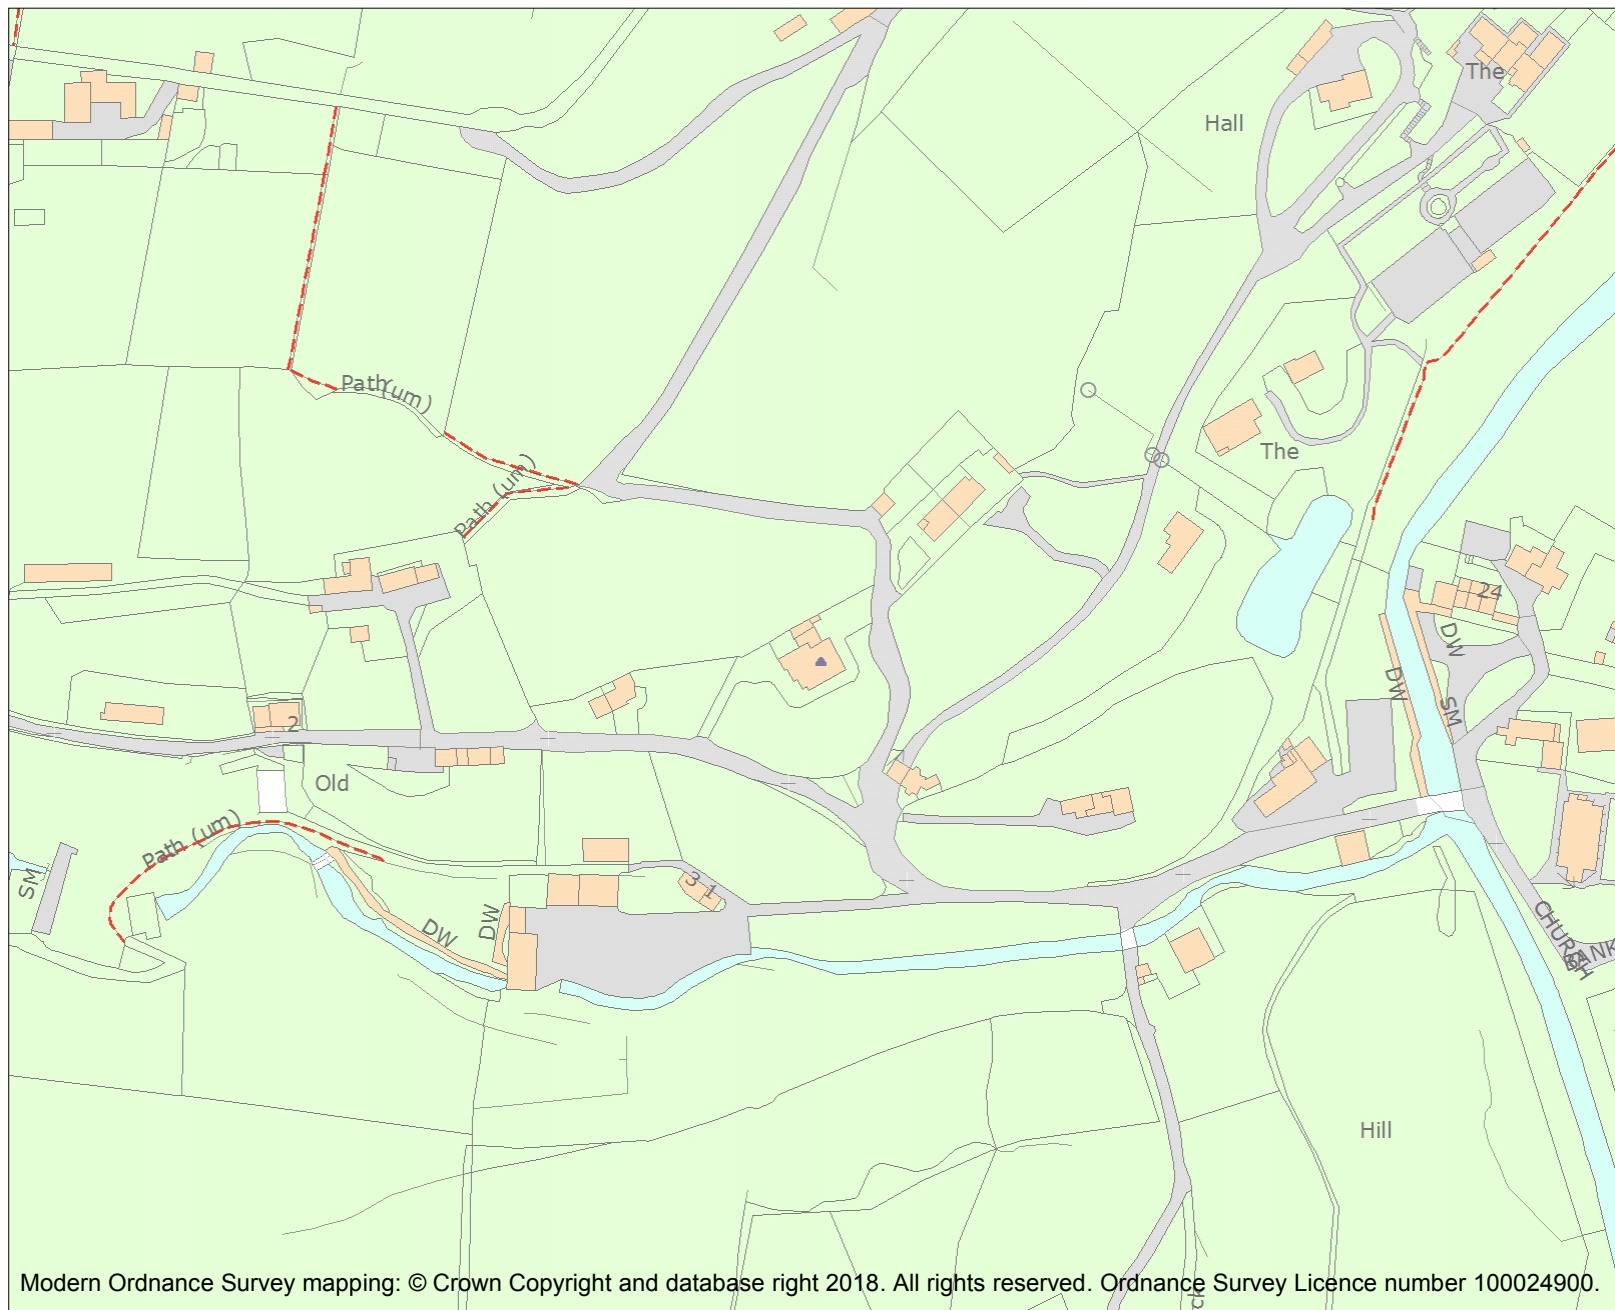 The
Hall
Path (um)
Path (um)
The
24
DW
DW
SM
2
Old
Path (um)
SM
3 1
DW
DW
CHURCH
BANK
Hill
Modern Ordnance Survey mapping: © Crown Copyright and database right 2018. All rights reserved. Ordnance Survey Licence number 100024900.